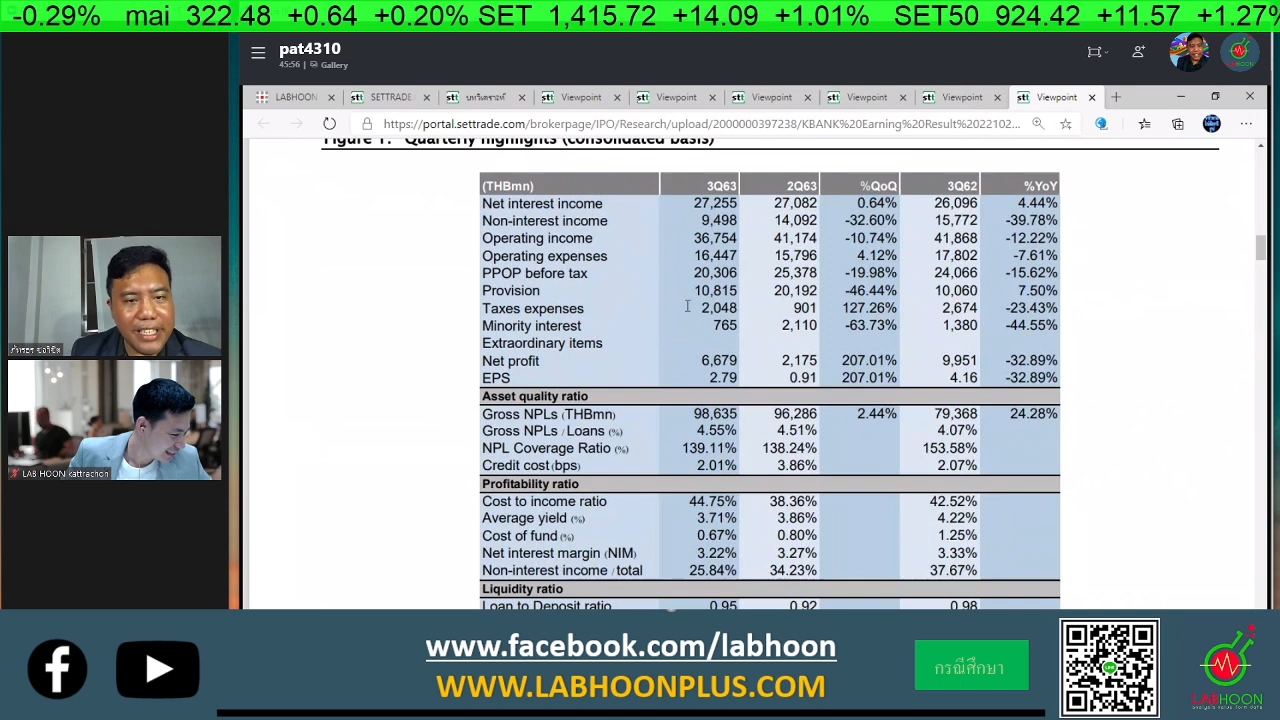 -0.29% mai 322.48 +0.64 +0.20% SET 1,415.72 +14.09 +1.01% SET50 924.42 +11.57 +1.27%
pat4310
45:56 | Gallery
LABHOON SETTRADE บทวิเคราะห์ Viewpoint Viewpoint Viewpoint Viewpoint Viewpoint Viewpoint
https://portal.settrade.com/brokerpage/IPO/Research/upload/2000000397238/KBANK%20Earning%20Result%2022102...
Figure 1: Quarterly highlights (consolidated basis)
(THBmn) 3Q63 2Q63 %QoQ 3Q62 %YoY
Net interest income 27,255 27,082 0.64% 26,096 4.44%
Non-interest income 9,498 14,092 -32.60% 15,772 -39.78%
Operating income 36,754 41,174 -10.74% 41,868 -12.22%
Operating expenses 16,447 15,796 4.12% 17,802 -7.61%
PPOP before tax 20,306 25,378 -19.98% 24,066 -15.62%
Provision 10,815 20,192 -46.44% 10,060 7.50%
Taxes expenses 2,048 901 127.26% 2,674 -23.43%
Minority interest 765 2,110 -63.73% 1,380 -44.55%
Extraordinary items
Net profit 6,679 2,175 207.01% 9,951 -32.89%
EPS 2.79 0.91 207.01% 4.16 -32.89%
Asset quality ratio
Gross NPLs (THBmn) 98,635 96,286 2.44% 79,368 24.28%
Gross NPLs / Loans (%) 4.55% 4.51% 4.07%
NPL Coverage Ratio (%) 139.11% 138.24% 153.58%
Credit cost (bps) 2.01% 3.86% 2.07%
Profitability ratio
Cost to income ratio 44.75% 38.36% 42.52%
Average yield (%) 3.71% 3.86% 4.22%
Cost of fund (%) 0.67% 0.80% 1.25%
Net interest margin (NIM) 3.22% 3.27% 3.33%
Non-interest income / total 25.84% 34.23% 37.67%
Liquidity ratio
Loan to Deposit ratio 0.95 0.92 0.98
LAB HOON kattrachon
www.facebook.com/labhoon
WWW.LABHOONPLUS.COM
กรณีศึกษา
LINE
LABHOON